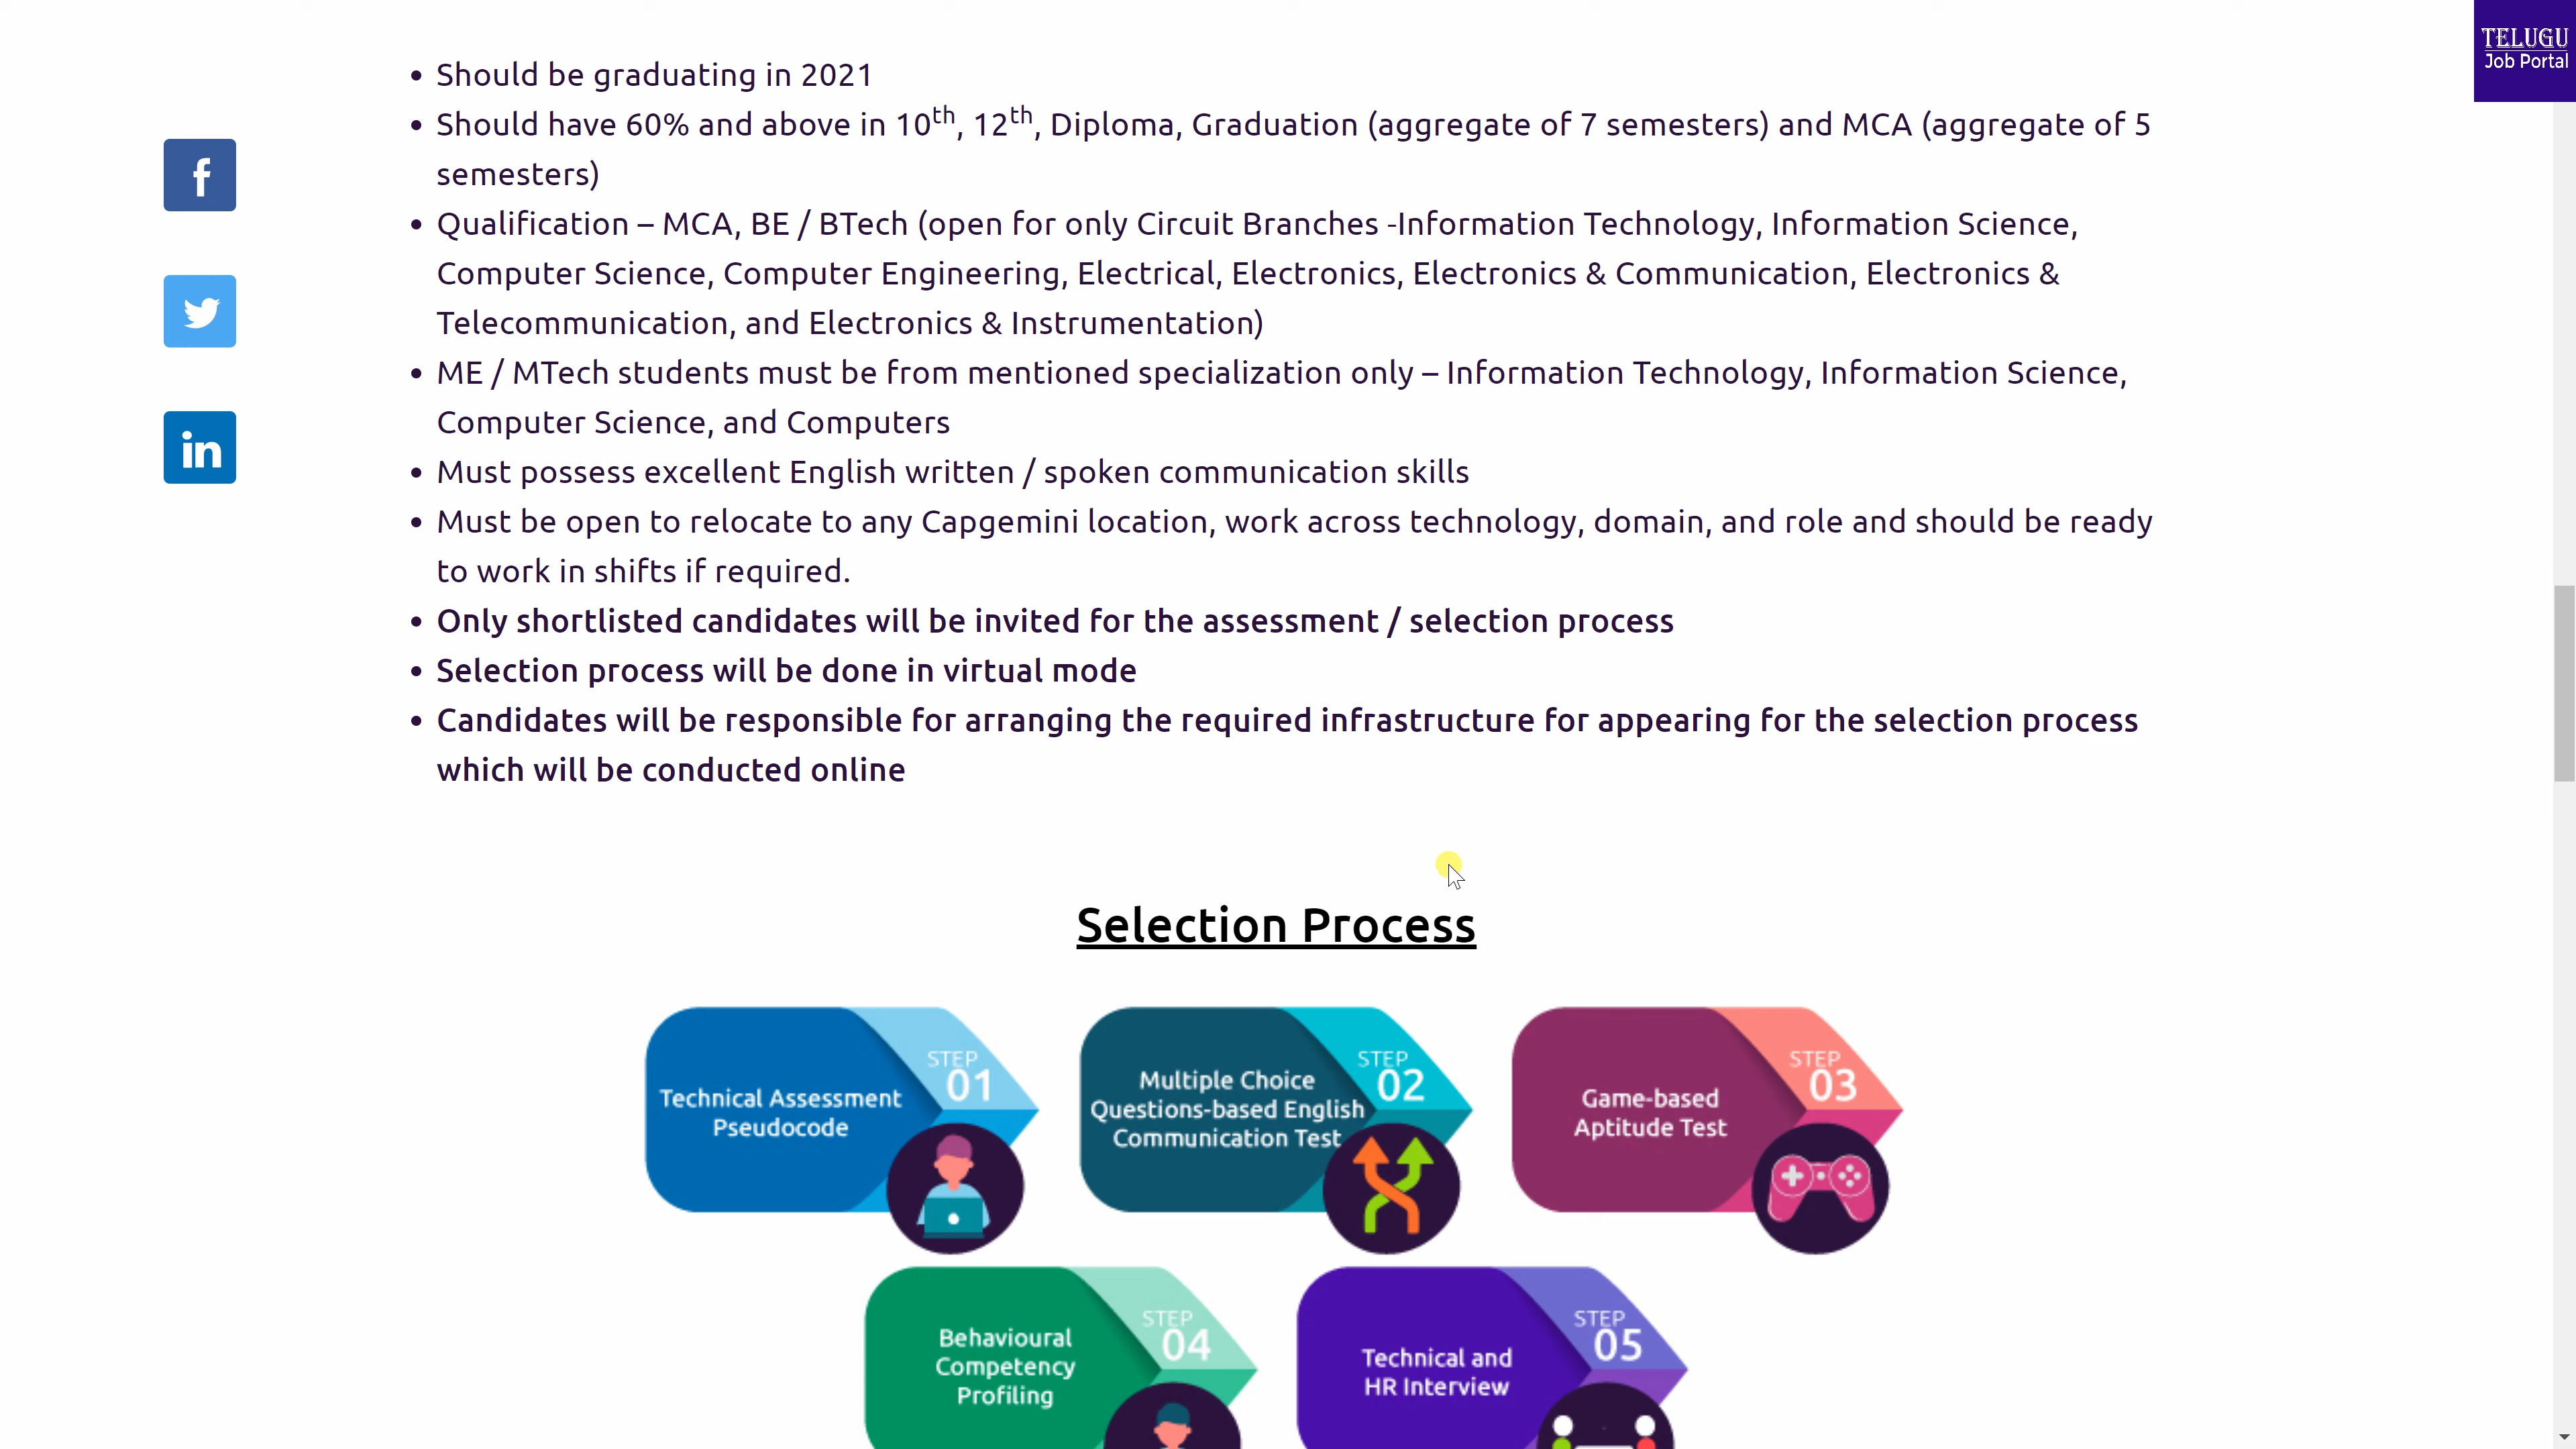 TELUGU
Job Portal
• Should be graduating in 2021
• Should have 60% and above in 10th, 12th, Diploma, Graduation (aggregate of 7 semesters) and MCA (aggregate of 5
semesters)
• Qualification – MCA, BE / BTech (open for only Circuit Branches -Information Technology, Information Science,
Computer Science, Computer Engineering, Electrical, Electronics, Electronics & Communication, Electronics &
Telecommunication, and Electronics & Instrumentation)
• ME / MTech students must be from mentioned specialization only – Information Technology, Information Science,
Computer Science, and Computers
• Must possess excellent English written / spoken communication skills
• Must be open to relocate to any Capgemini location, work across technology, domain, and role and should be ready
to work in shifts if required.
• Only shortlisted candidates will be invited for the assessment / selection process
• Selection process will be done in virtual mode
• Candidates will be responsible for arranging the required infrastructure for appearing for the selection process
which will be conducted online
Selection Process
Technical Assessment
Pseudocode
STEP
01
Multiple Choice
Questions-based English
Communication Test
STEP
02
Game-based
Aptitude Test
STEP
03
Behavioural
Competency
Profiling
STEP
04
Technical and
HR Interview
STEP
05